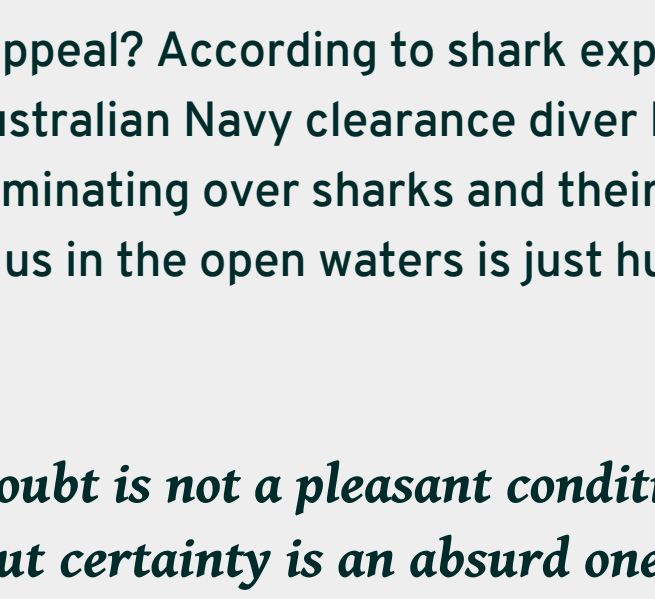 ppeal? According to shark exp
ustralian Navy clearance diver
minating over sharks and their
us in the open waters is just hu
oubt is not a pleasant conditi
ut certainty is an absurd one